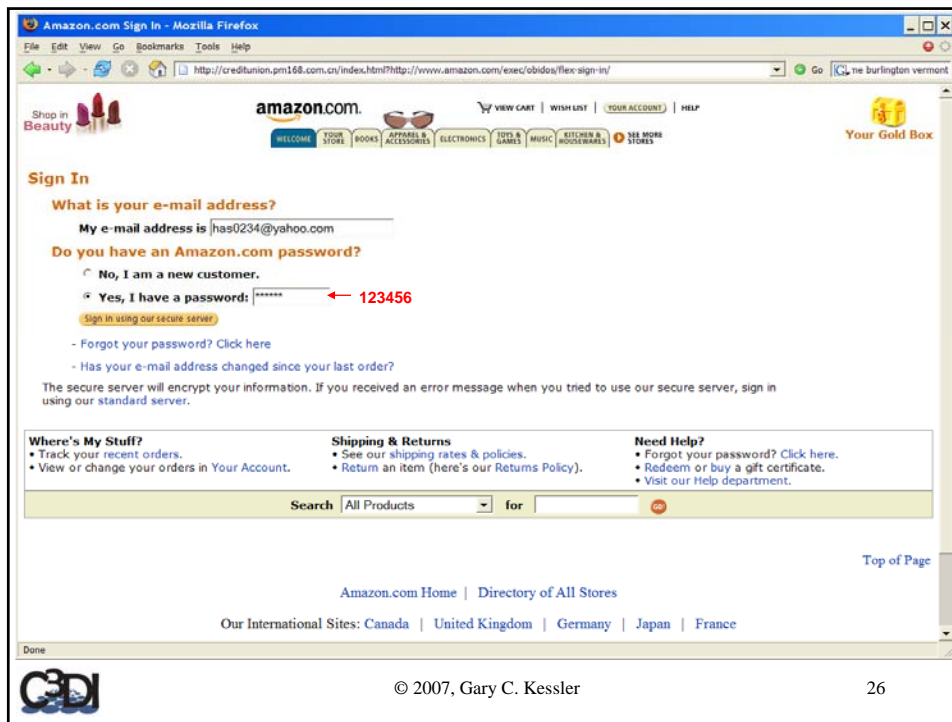 Amazon.com Sign In - Mozilla Firefox
File Edit View Go Bookmarks Tools Help
http://creditunion.pm168.com.cn/index.html?http://www.amazon.com/exec/obidos/flex-sign-in/
Go
ne burlington vermont
Shop in
Beauty
amazon.com.
VIEW CART | WISH LIST | YOUR ACCOUNT | HELP
WELCOME YOUR STORE BOOKS APPAREL & ACCESSORIES ELECTRONICS TOYS & GAMES MUSIC KITCHEN & HOUSEWARES SEE MORE STORES
Your Gold Box
Sign In
What is your e-mail address?
My e-mail address is has0234@yahoo.com
Do you have an Amazon.com password?
No, I am a new customer.
Yes, I have a password: ****** 123456
Sign in using our secure server
- Forgot your password? Click here
- Has your e-mail address changed since your last order?
The secure server will encrypt your information. If you received an error message when you tried to use our secure server, sign in
using our standard server.
Where's My Stuff?
• Track your recent orders.
• View or change your orders in Your Account.
Shipping & Returns
• See our shipping rates & policies.
• Return an item (here's our Returns Policy).
Need Help?
• Forgot your password? Click here.
• Redeem or buy a gift certificate.
• Visit our Help department.
Search All Products for GO!
Top of Page
Amazon.com Home | Directory of All Stores
Our International Sites: Canada | United Kingdom | Germany | Japan | France
Done
C3DI
© 2007, Gary C. Kessler
26